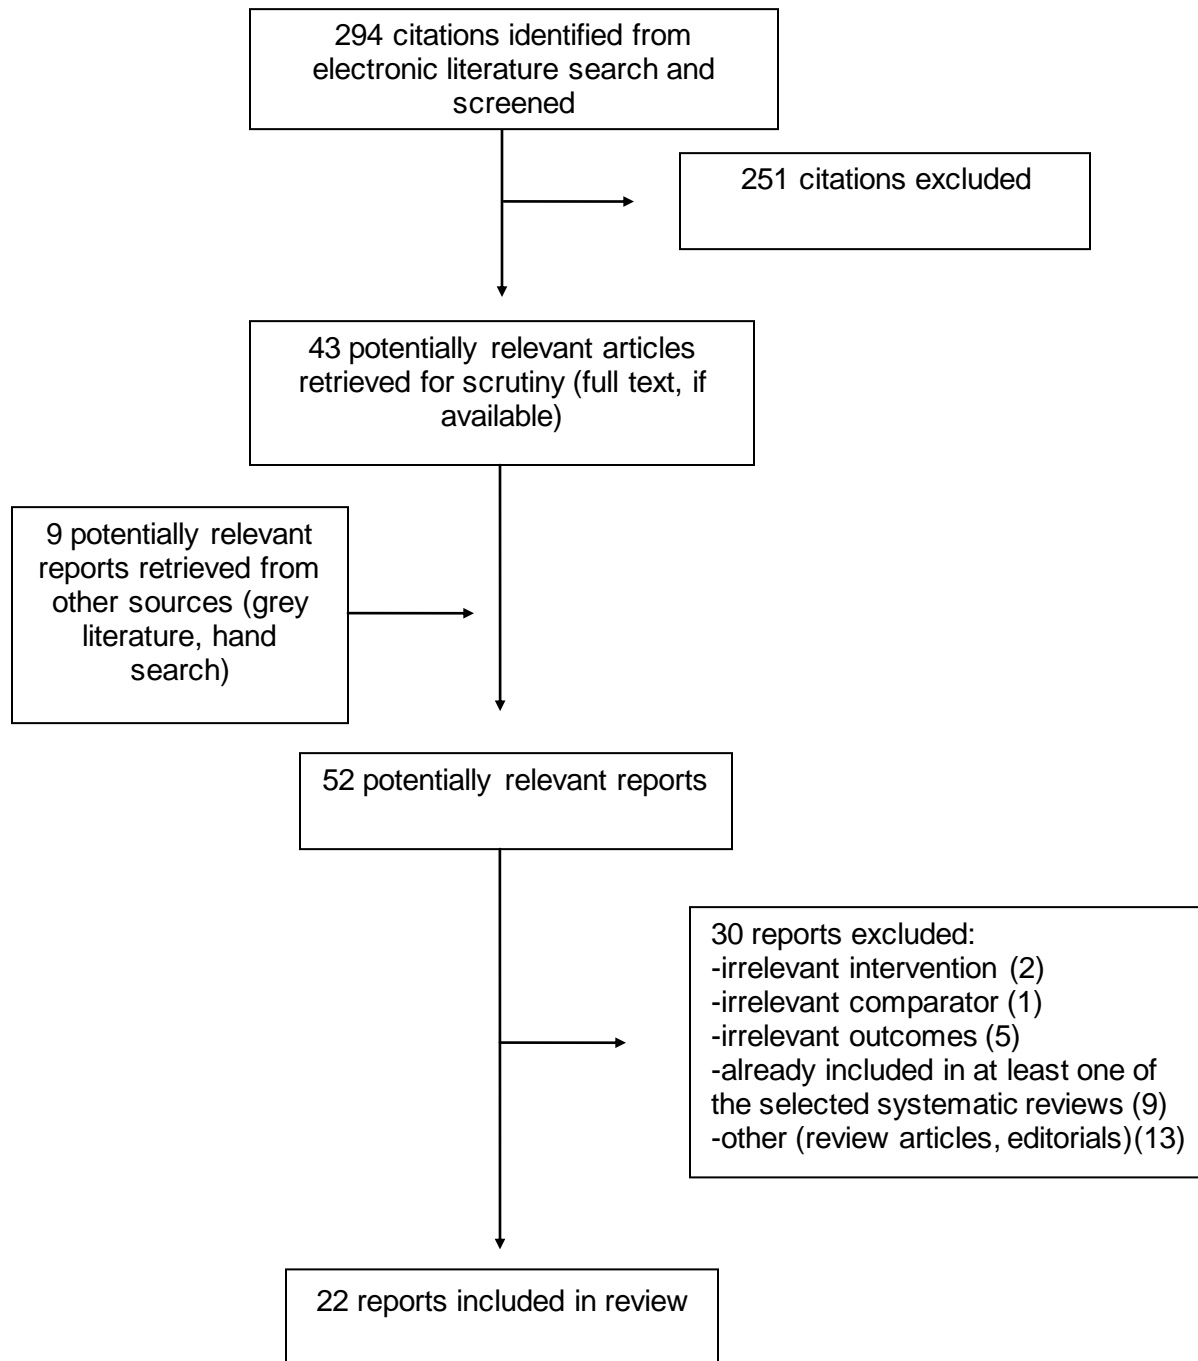 294 citations identified from
electronic literature search and
screened
251 citations excluded
43 potentially relevant articles
retrieved for scrutiny (full text, if
available)
9 potentially relevant
reports retrieved from
other sources (grey
literature, hand
search)
52 potentially relevant reports
30 reports excluded:
-irrelevant intervention (2)
-irrelevant comparator (1)
-irrelevant outcomes (5)
-already included in at least one of
the selected systematic reviews (9)
-other (review articles, editorials)(13)
22 reports included in review